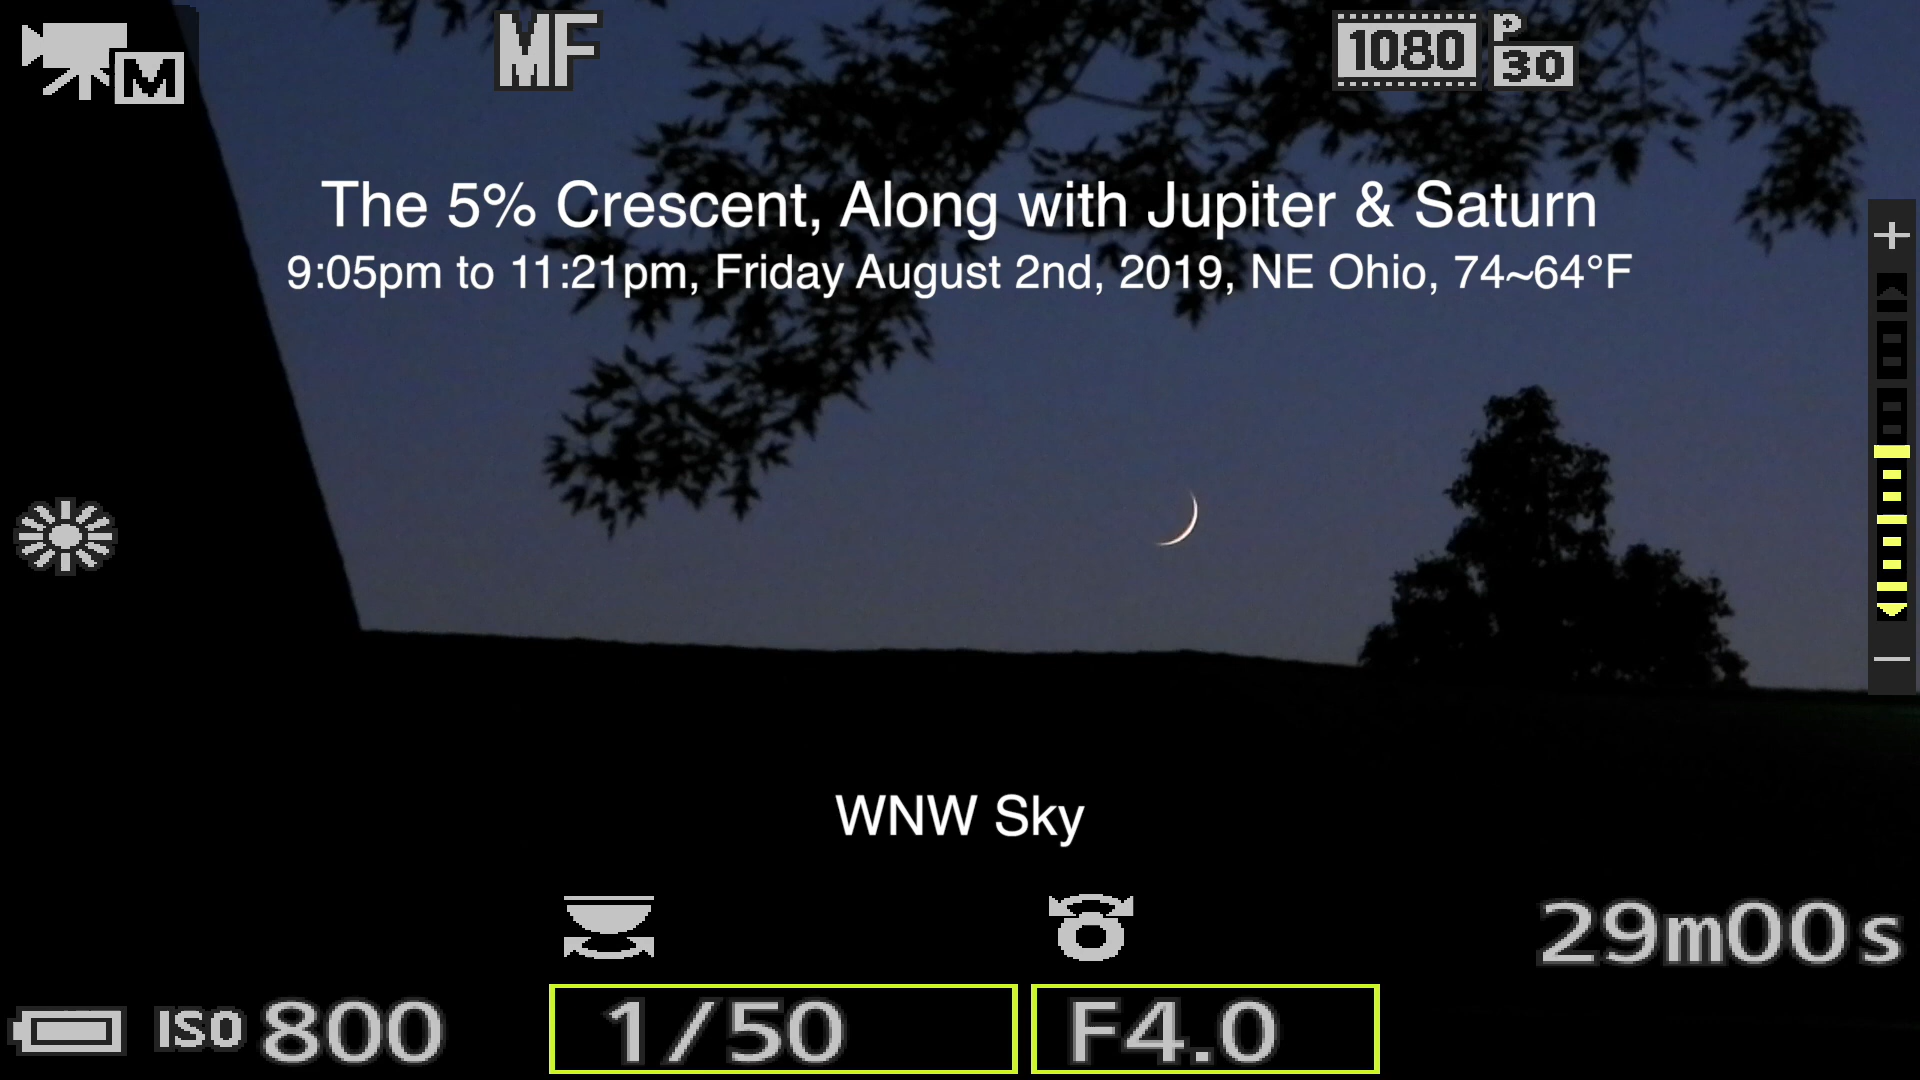 M
MF
1080 P 30
The 5% Crescent, Along with Jupiter & Saturn
9:05pm to 11:21pm, Friday August 2nd, 2019, NE Ohio, 74~64°F
WNW Sky
29m00s
ISO 800 1/50 F4.0